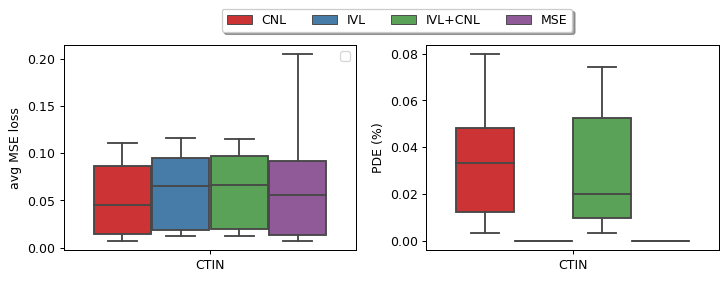 CNL IVL IVL+CNL MSE
avg MSE loss
0.20
0.15
0.10
0.05
0.00
CTIN
PDE (%)
0.08
0.06
0.04
0.02
0.00
CTIN